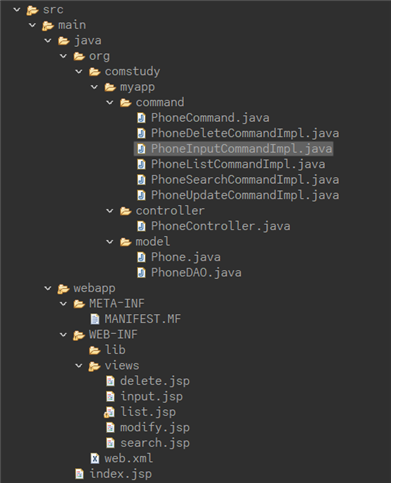 src
main
java
org
comstudy
myapp
command
PhoneCommand.java
PhoneDeleteCommandImpl.java
PhoneInputCommandImpl.java
PhoneListCommandImpl.java
PhoneSearchCommandImpl.java
PhoneUpdateCommandImpl.java
controller
PhoneController.java
model
Phone.java
PhoneDAO.java
webapp
META-INF
MANIFEST.MF
WEB-INF
lib
views
delete.jsp
input.jsp
list.jsp
modify.jsp
search.jsp
web.xml
index.jsp